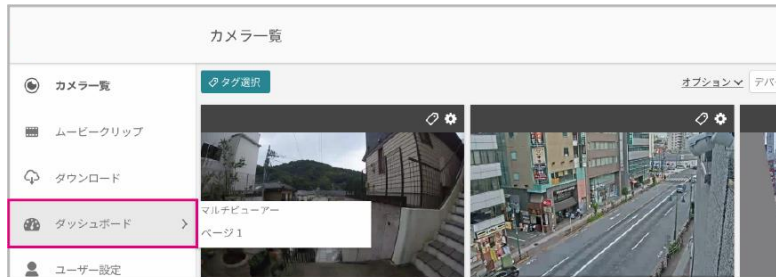 カメラ一覧
カメラ一覧
タグ選択
オプション
デバ
ムービークリップ
ダウンロード
ダッシュボード
マルチビューアー
ページ 1
ユーザー設定